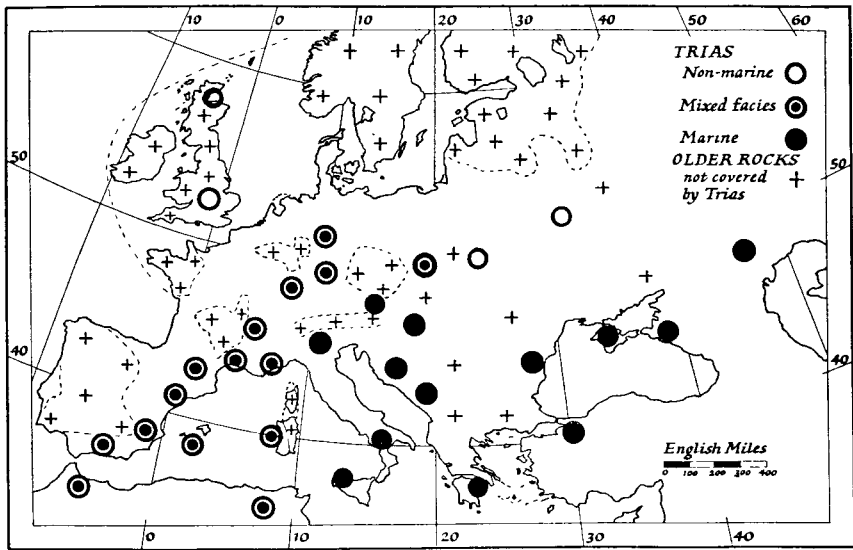 10 0 10 20 30 40 50 60
TRIAS
Non-marine
Mixed facies
Marine
OLDER ROCKS
not covered
by Trias
50 50
40 40
English Miles
0 100 200 300 400
0 10 20 30 40